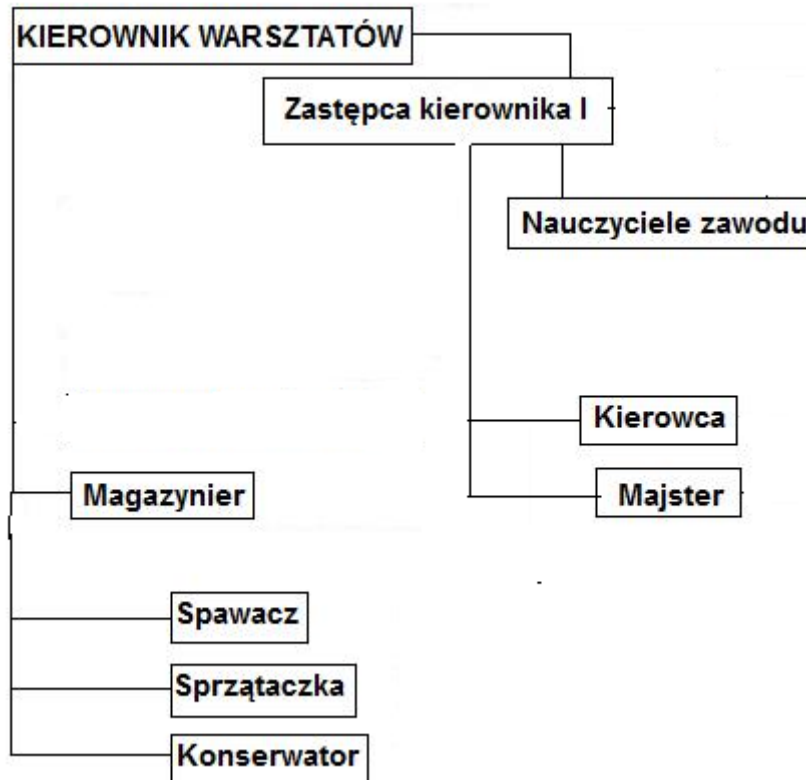 KIEROWNIK WARSZTATÓW
Zastępca kierownika I
Nauczyciele zawodu
Kierowca
Magazynier
Majster
Spawacz
Sprzątaczka
Konserwator